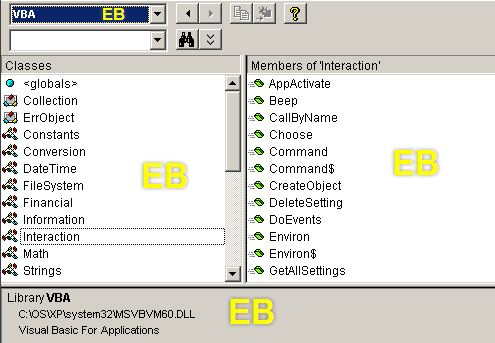 VBA EB
Classes
<globals>
Collection
ErrObject
Constants
Conversion
DateTime
FileSystem
Financial
Information
Interaction
Math
Strings
EB
Members of 'Interaction'
AppActivate
Beep
CallByName
Choose
Command
Command$
CreateObject
DeleteSetting
DoEvents
Environ
Environ$
GetAllSettings
EB
Library VBA
C:\OS\XP\system32\MSVBVM60.DLL
Visual Basic For Applications
EB